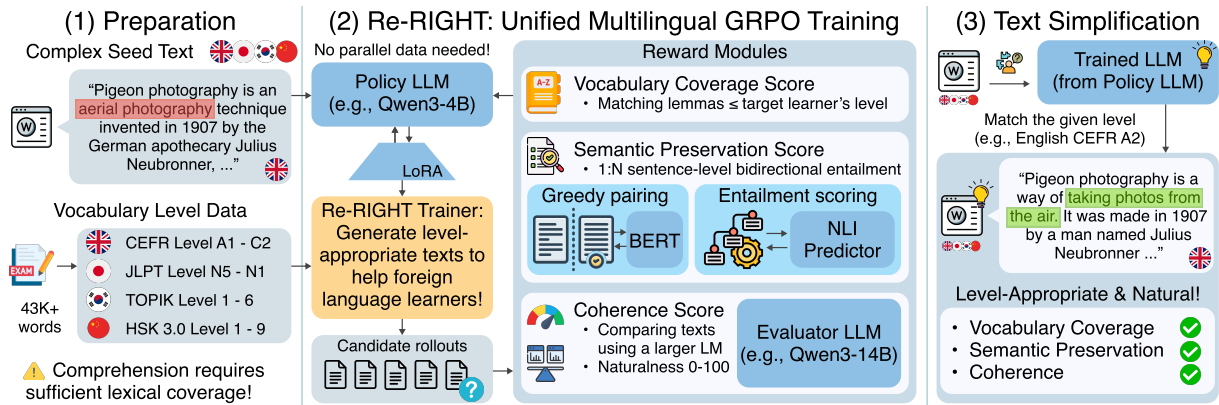 (1) Preparation
Complex Seed Text
W
“Pigeon photography is an
aerial photography technique
invented in 1907 by the
German apothecary Julius
Neubronner, ...”
Vocabulary Level Data
EXAM
43K+
words
CEFR Level A1 - C2
JLPT Level N5 - N1
TOPIK Level 1 - 6
HSK 3.0 Level 1 - 9
Comprehension requires
sufficient lexical coverage!
(2) Re-RIGHT: Unified Multilingual GRPO Training
No parallel data needed!
Policy LLM
(e.g., Qwen3-4B)
LoRA
Re-RIGHT Trainer:
Generate level-
appropriate texts to
help foreign
language learners!
Candidate rollouts
?
Reward Modules
A-Z
Vocabulary Coverage Score
• Matching lemmas ≤ target learner’s level
Semantic Preservation Score
• 1:N sentence-level bidirectional entailment
Greedy pairing
BERT
Entailment scoring
NLI
Predictor
Coherence Score
• Comparing texts
using a larger LM
• Naturalness 0-100
Evaluator LLM
(e.g., Qwen3-14B)
(3) Text Simplification
W
Trained LLM
(from Policy LLM)
Match the given level
(e.g., English CEFR A2)
W
“Pigeon photography is a
way of taking photos from
the air. It was made in 1907
by a man named Julius
Neubronner ...”
Level-Appropriate & Natural!
• Vocabulary Coverage
• Semantic Preservation
• Coherence